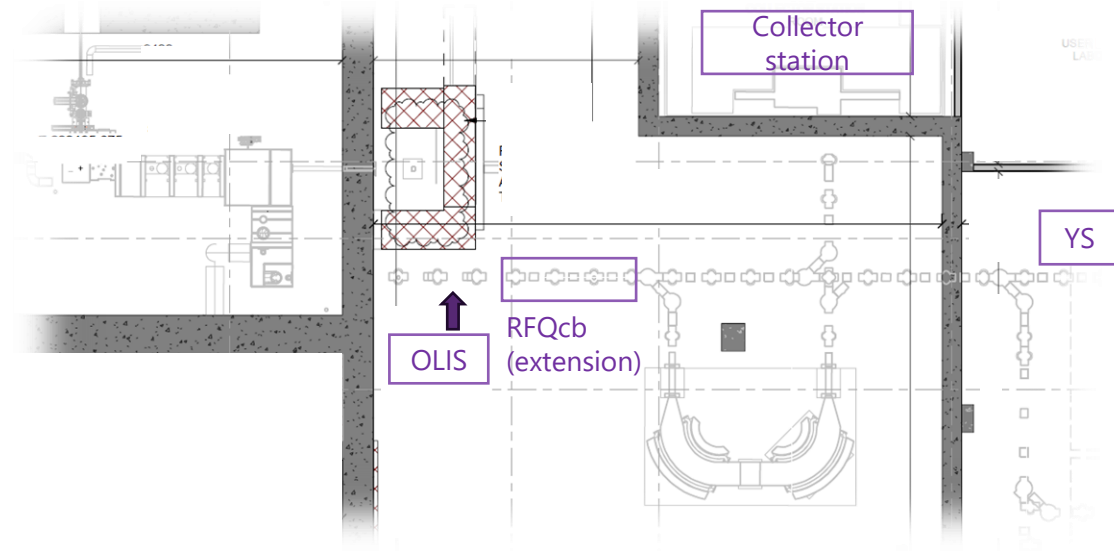 Collector
station
YS
RFQcb
OLIS
(extension)